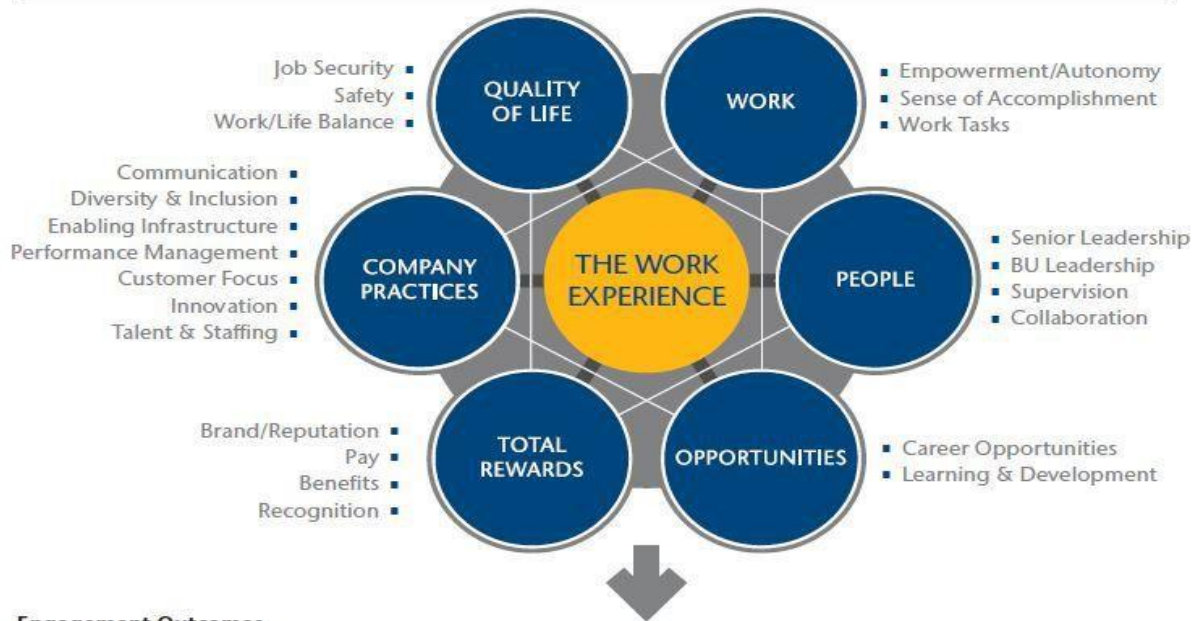 QUALITY
OF LIFE
Job Security
Safety
Work/Life Balance
WORK
Empowerment/Autonomy
Sense of Accomplishment
Work Tasks
COMPANY
PRACTICES
Communication
Diversity & Inclusion
Enabling Infrastructure
Performance Management
Customer Focus
Innovation
Talent & Staffing
THE WORK
EXPERIENCE
PEOPLE
Senior Leadership
BU Leadership
Supervision
Collaboration
TOTAL
REWARDS
Brand/Reputation
Pay
Benefits
Recognition
OPPORTUNITIES
Career Opportunities
Learning & Development
Engagement Outcomes